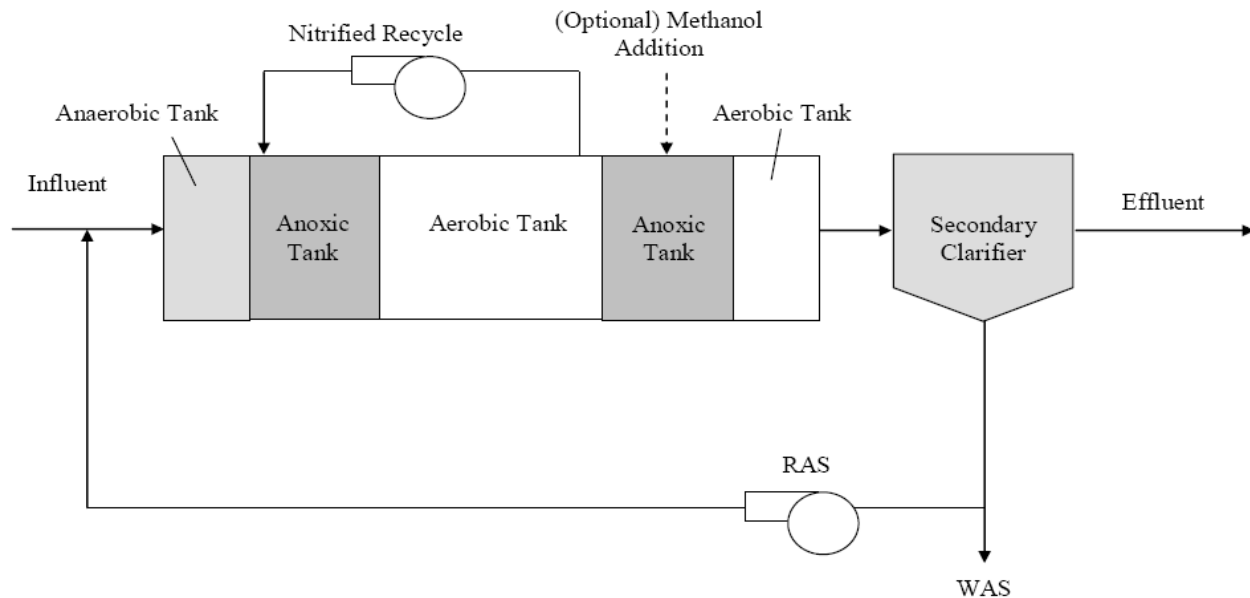 (Optional) Methanol
Addition
Nitrified Recycle
Anaerobic Tank
Aerobic Tank
Influent
Anoxic
Tank
Aerobic Tank
Anoxic
Tank
Secondary
Clarifier
Effluent
RAS
WAS